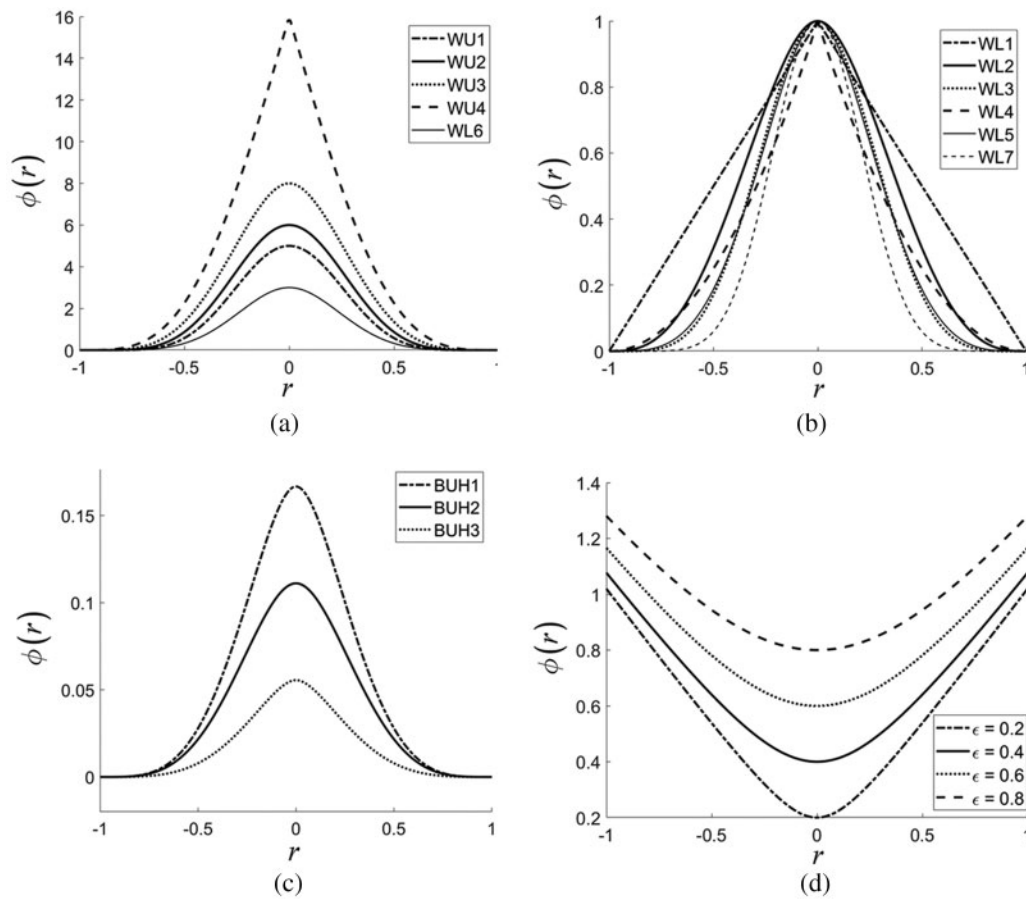 16
14
12
10
8
6
4
2
0
ϕ(r)
-1
-0.5
0
0.5
1
r
WU1
WU2
WU3
WU4
WL6
(a)
1
0.8
0.6
0.4
0.2
0
ϕ(r)
-1
-0.5
0
0.5
1
r
WL1
WL2
WL3
WL4
WL5
WL7
(b)
0.15
0.1
0.05
0
ϕ(r)
-1
-0.5
0
0.5
1
r
BUH1
BUH2
BUH3
(c)
1.4
1.2
1
0.8
0.6
0.4
0.2
ϕ(r)
-1
-0.5
0
0.5
1
r
ϵ = 0.2
ϵ = 0.4
ϵ = 0.6
ϵ = 0.8
(d)